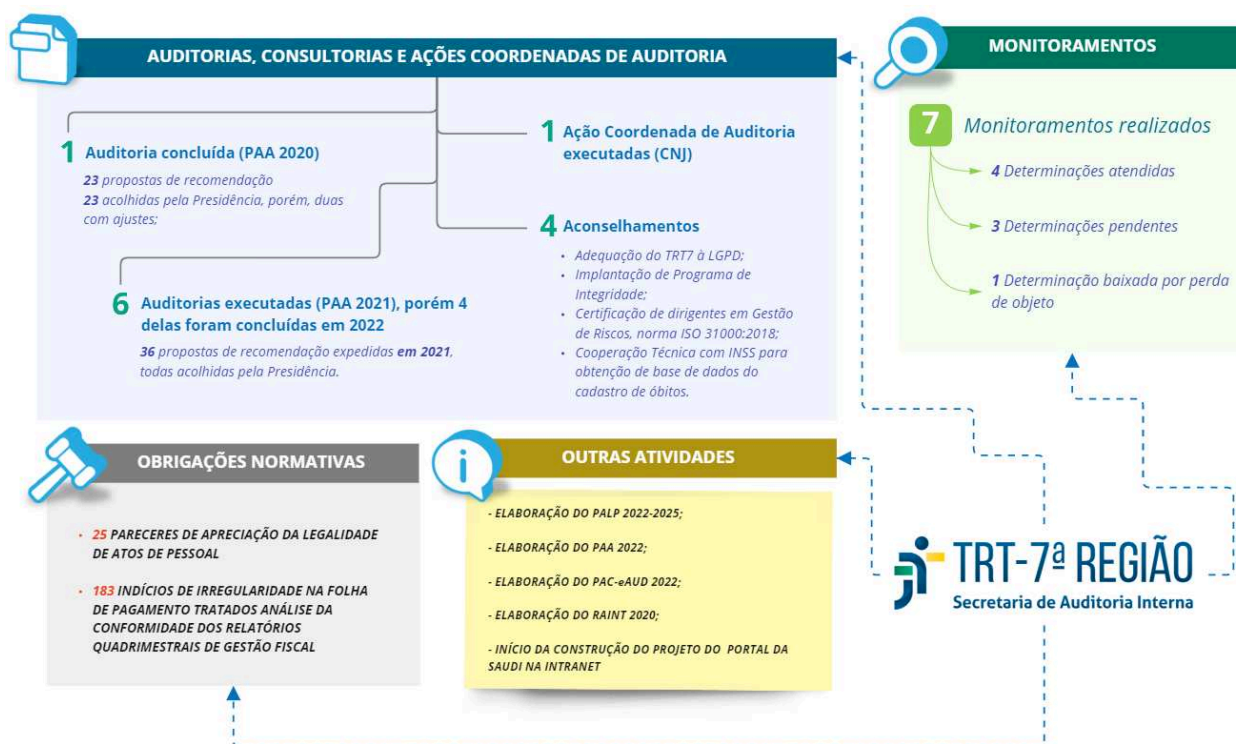 AUDITORIAS, CONSULTORIAS E AÇÕES COORDENADAS DE AUDITORIA
1 Auditoria concluída (PAA 2020)
23 propostas de recomendação
23 acolhidas pela Presidência, porém, duas
com ajustes;
6 Auditorias executadas (PAA 2021), porém 4
delas foram concluídas em 2022
36 propostas de recomendação expedidas em 2021,
todas acolhidas pela Presidência.
1 Ação Coordenada de Auditoria
executadas (CNJ)
4 Aconselhamentos
• Adequação do TRT7 à LGPD;
• Implantação de Programa de
Integridade;
• Certificação de dirigentes em Gestão
de Riscos, norma ISO 31000:2018;
• Cooperação Técnica com INSS para
obtenção de base de dados do
cadastro de óbitos.
MONITORAMENTOS
7 Monitoramentos realizados
4 Determinações atendidas
3 Determinações pendentes
1 Determinação baixada por perda
de objeto
OBRIGAÇÕES NORMATIVAS
• 25 PARECERES DE APRECIAÇÃO DA LEGALIDADE
DE ATOS DE PESSOAL
• 183 INDÍCIOS DE IRREGULARIDADE NA FOLHA
DE PAGAMENTO TRATADOS ANÁLISE DA
CONFORMIDADE DOS RELATÓRIOS
QUADRIMESTRAIS DE GESTÃO FISCAL
i
OUTRAS ATIVIDADES
- ELABORAÇÃO DO PALP 2022-2025;
- ELABORAÇÃO DO PAA 2022;
- ELABORAÇÃO DO PAC-eAUD 2022;
- ELABORAÇÃO DO RAINT 2020;
- INÍCIO DA CONSTRUÇÃO DO PROJETO DO PORTAL DA
SAUDI NA INTRANET
TRT-7ª REGIÃO
Secretaria de Auditoria Interna